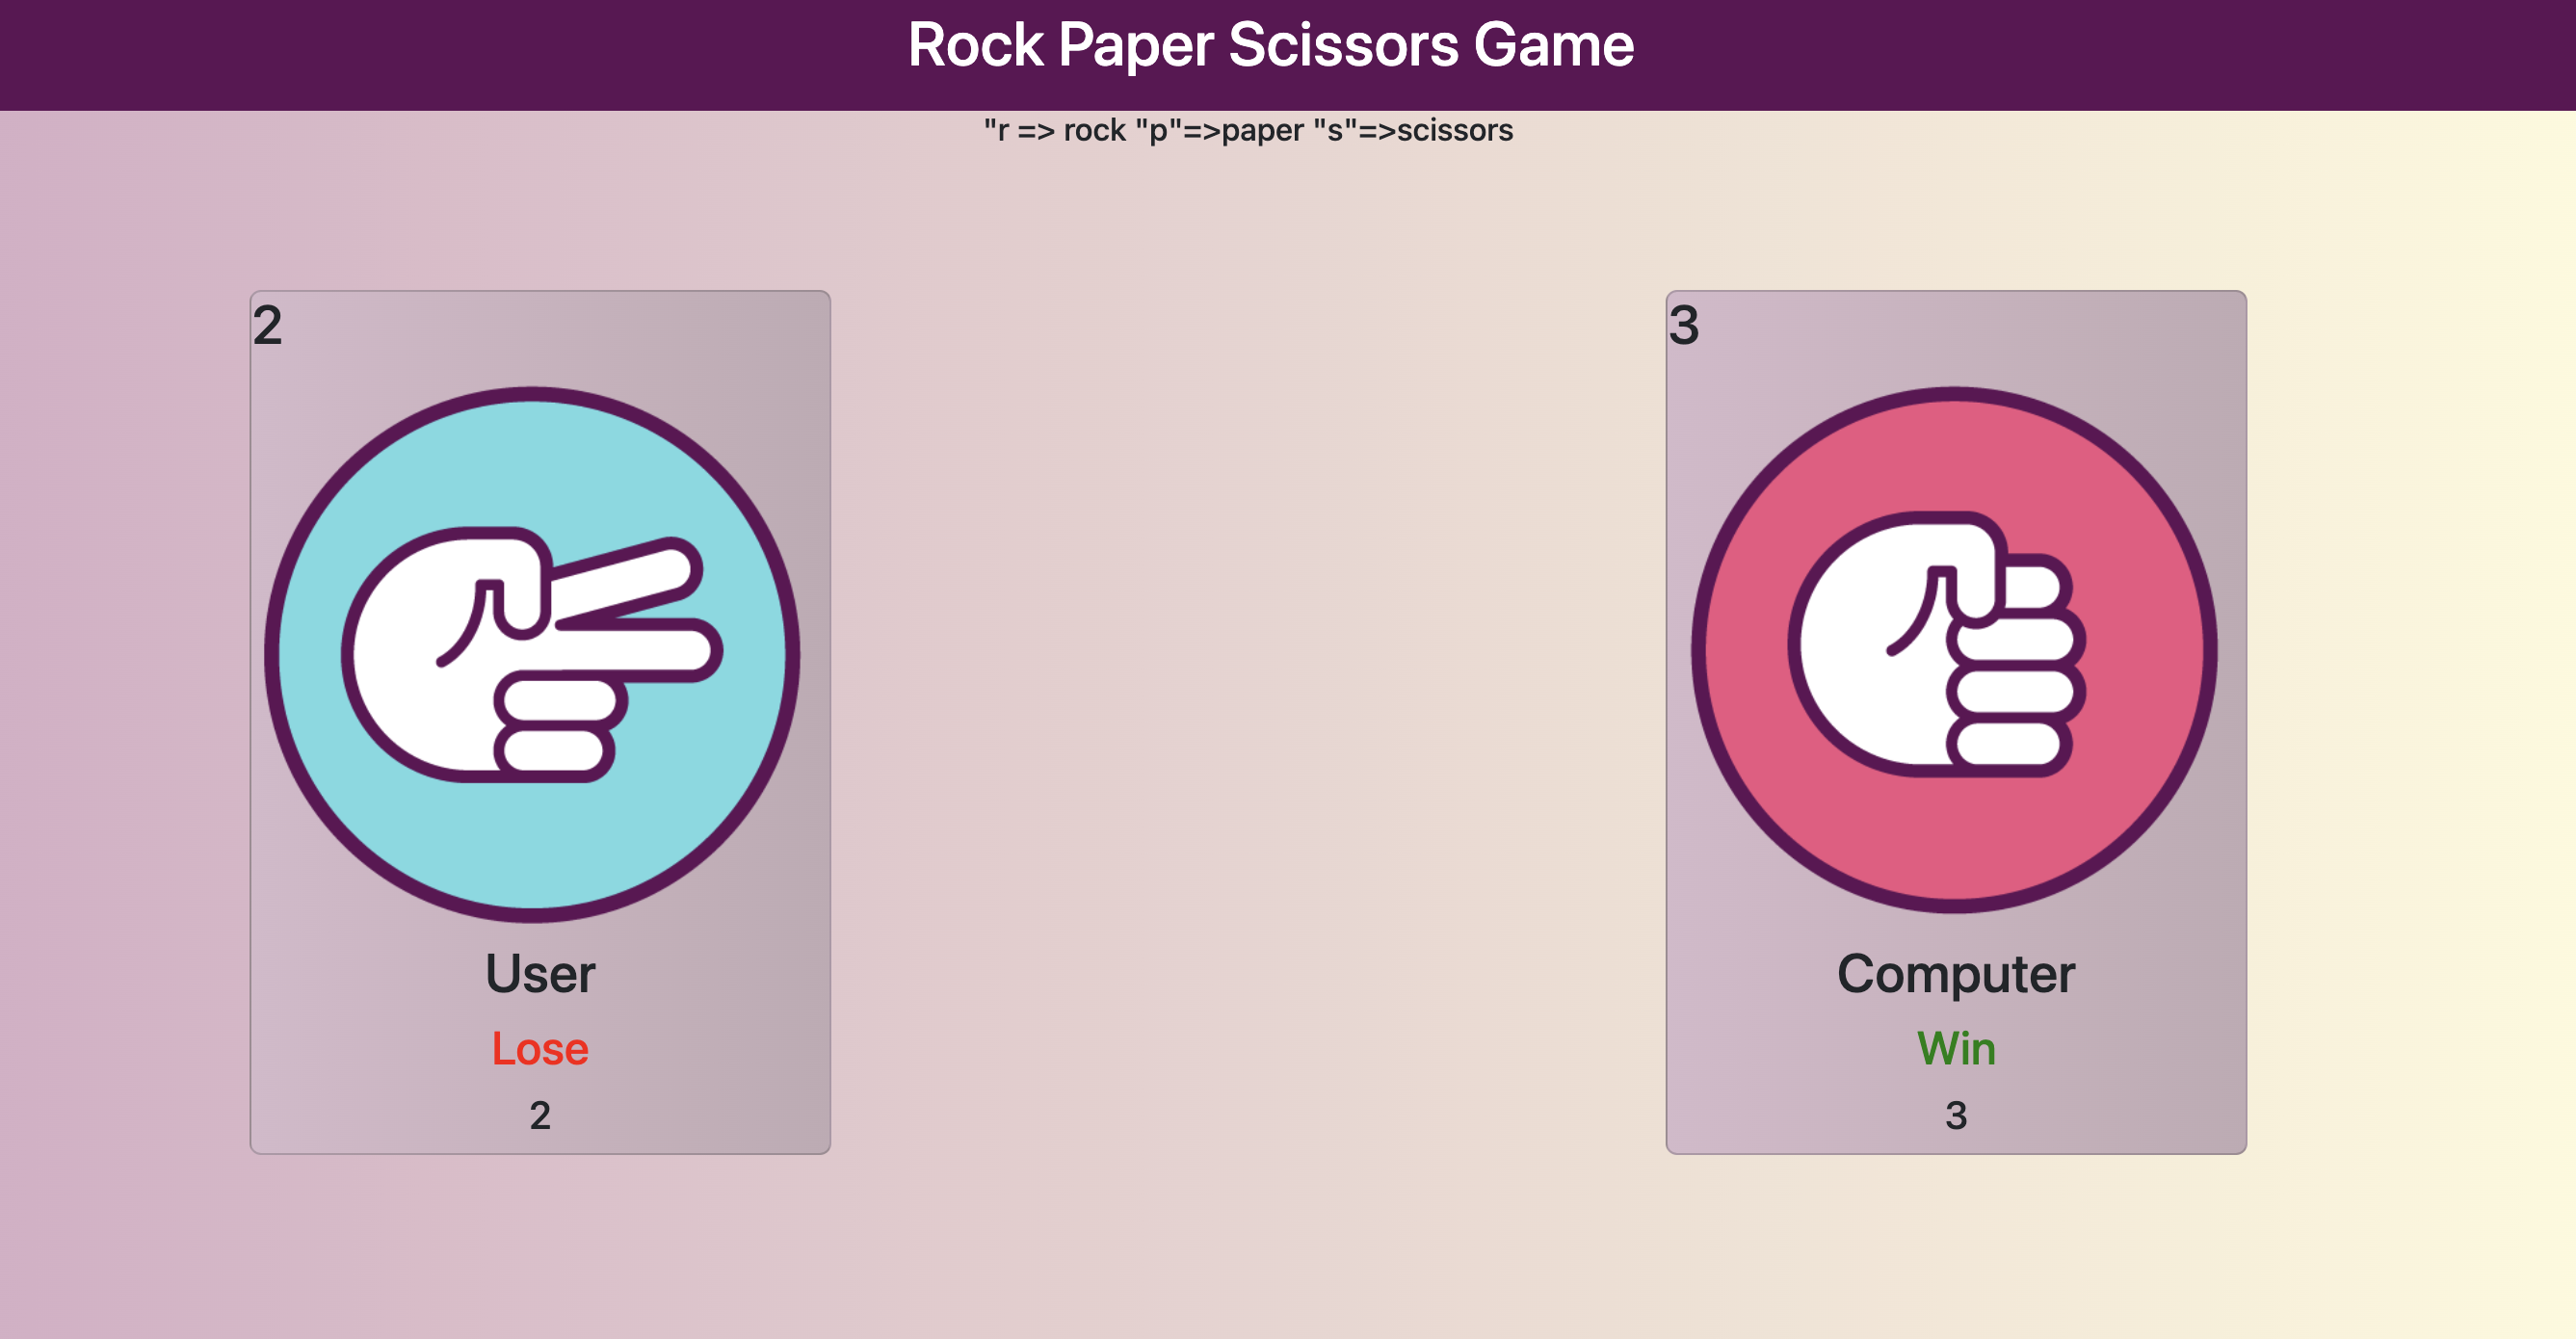 Rock Paper Scissors Game
"r => rock "p"=>paper "s"=>scissors
2
User
Lose
2
3
Computer
Win
3